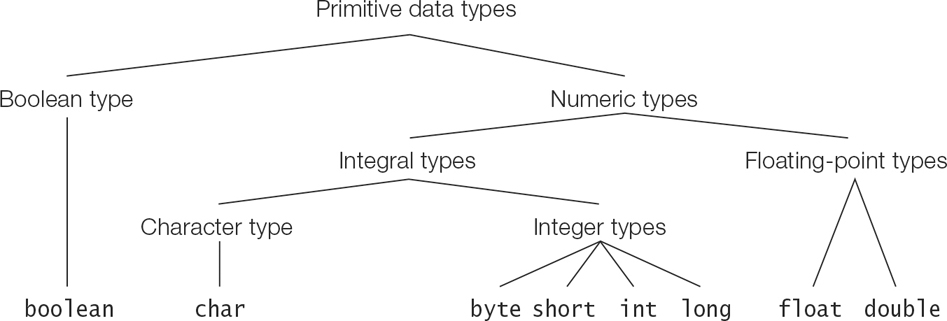 Primitive data types
Boolean type Numeric types
Integral types Floating-point types
Character type Integer types
boolean char byte short int long float double